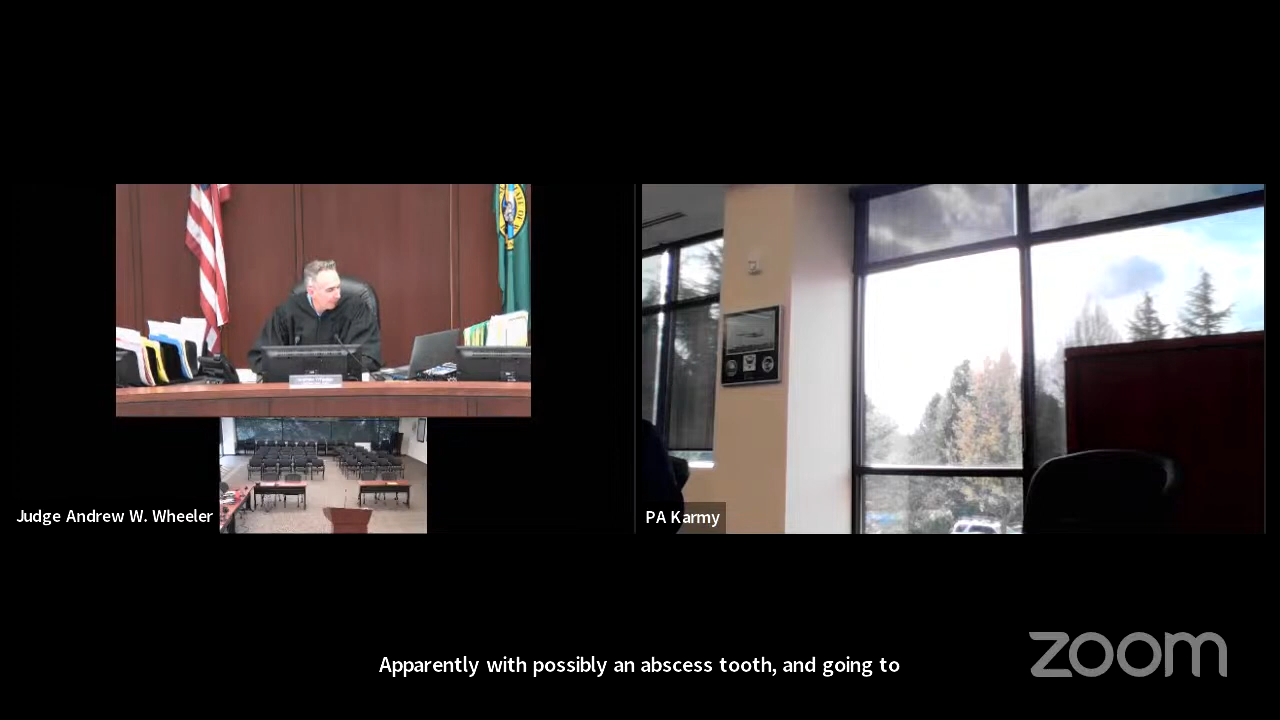 Judge Andrew W. Wheeler
PA Karmy
Apparently with possibly an abscess tooth, and going to
zoom